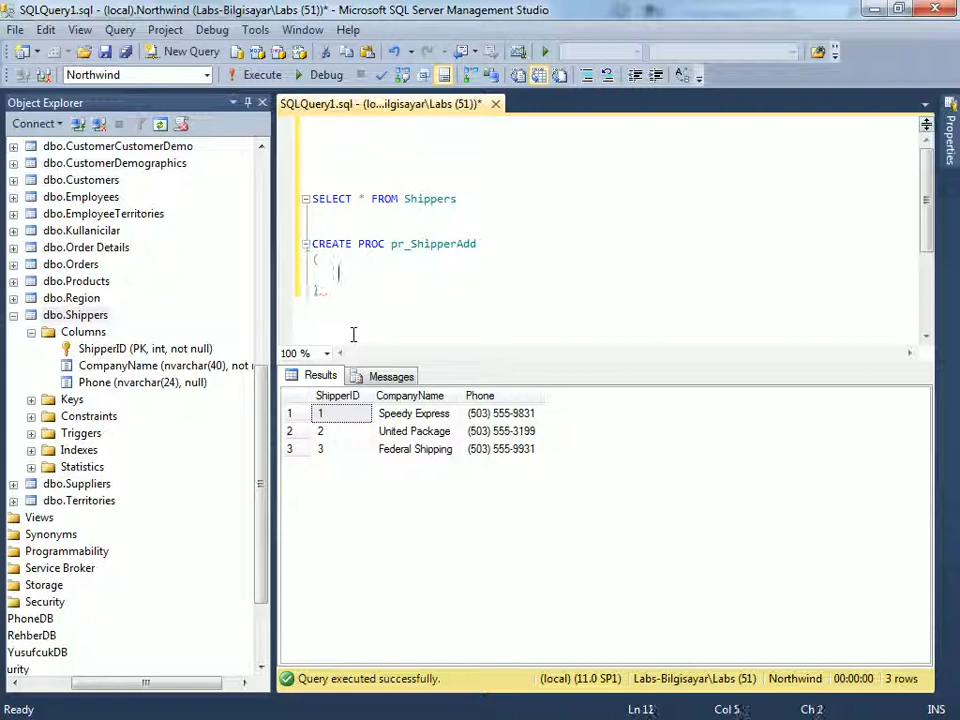 SQLQuery1.sql - (local).Northwind (Labs-Bilgisayar\Labs (51))* - Microsoft SQL Server Management Studio
File Edit View Query Project Debug Tools Window Help
New Query
Northwind Execute Debug
Object Explorer
Connect
dbo.CustomerCustomerDemo
dbo.CustomerDemographics
dbo.Customers
dbo.Employees
dbo.EmployeeTerritories
dbo.Kullanicilar
dbo.Order Details
dbo.Orders
dbo.Products
dbo.Region
dbo.Shippers
Columns
ShipperID (PK, int, not null)
CompanyName (nvarchar(40), not
Phone (nvarchar(24), null)
Keys
Constraints
Triggers
Indexes
Statistics
dbo.Suppliers
dbo.Territories
Views
Synonyms
Programmability
Service Broker
Storage
Security
PhoneDB
RehberDB
YusufcukDB
urity
SQLQuery1.sql - (lo...ilgisayar\Labs (51))*
SELECT * FROM Shippers
CREATE PROC pr_ShipperAdd
(
100 %
Results Messages
ShipperID CompanyName Phone
1 1 Speedy Express (503) 555-9831
2 2 United Package (503) 555-3199
3 3 Federal Shipping (503) 555-9931
Query executed successfully. (local) (11.0 SP1) Labs-Bilgisayar\Labs (51) Northwind 00:00:00 3 rows
Properties
Ready Ln 11 Col 5 Ch 2 INS